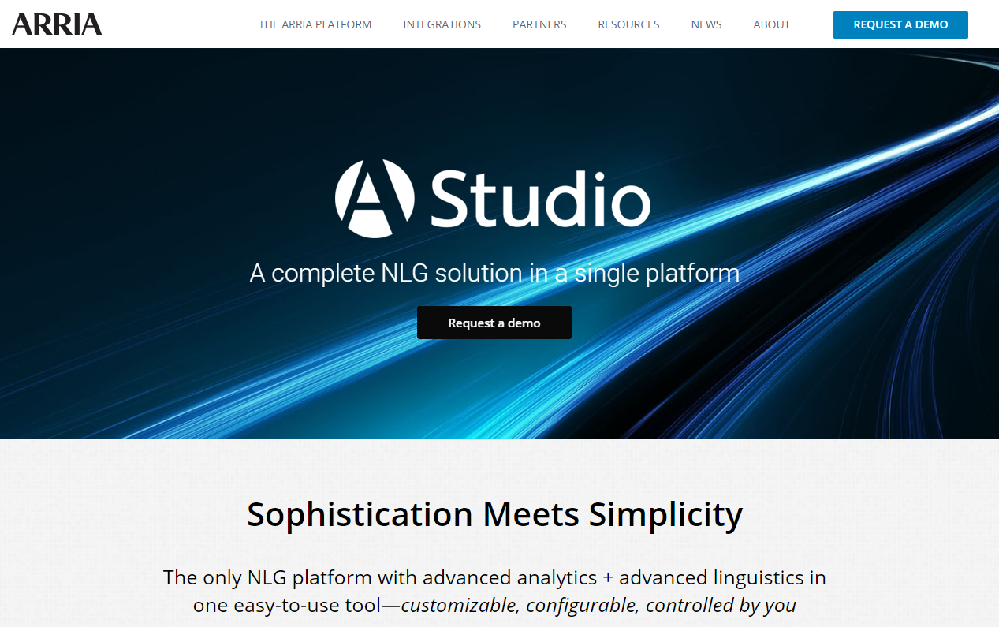 ARRIA
THE ARRIA PLATFORM
INTEGRATIONS
PARTNERS
RESOURCES
NEWS
ABOUT
REQUEST A DEMO
A Studio
A complete NLG solution in a single platform
Request a demo
Sophistication Meets Simplicity
The only NLG platform with advanced analytics + advanced linguistics in
one easy-to-use tool—customizable, configurable, controlled by you